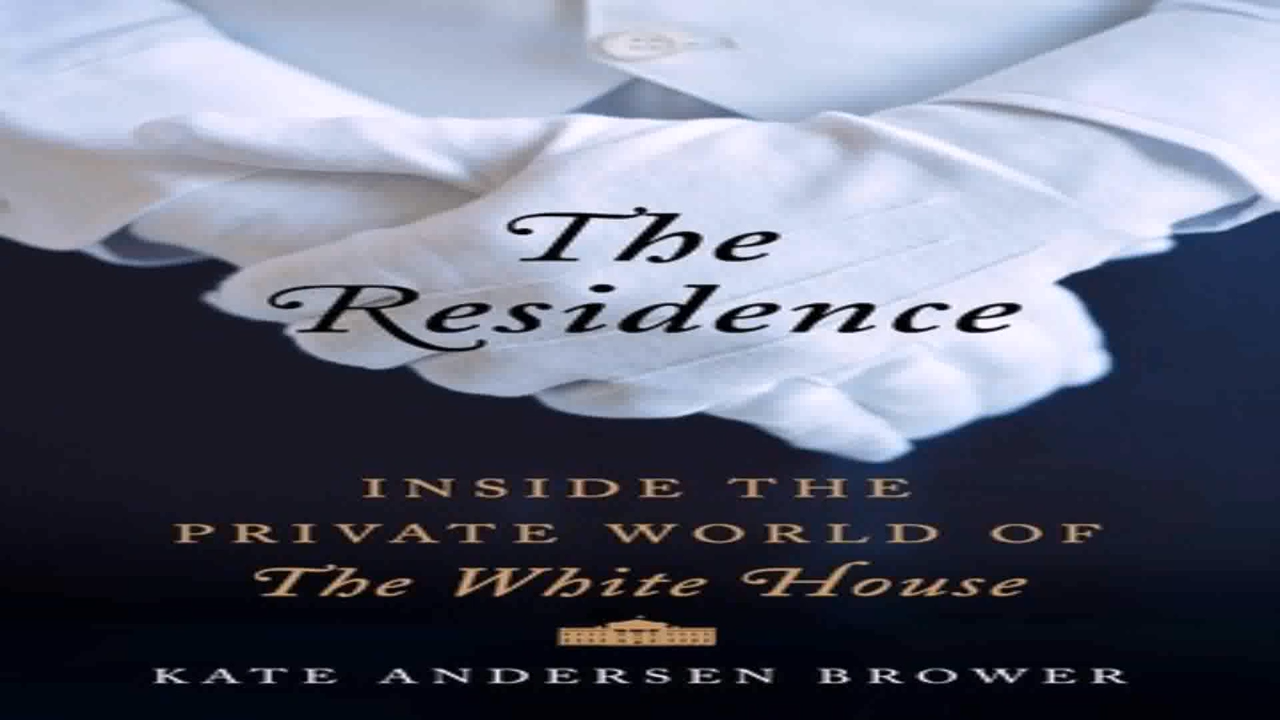 The
Residence
INSIDE THE
PRIVATE WORLD OF
The White House
KATE ANDERSEN BROWER